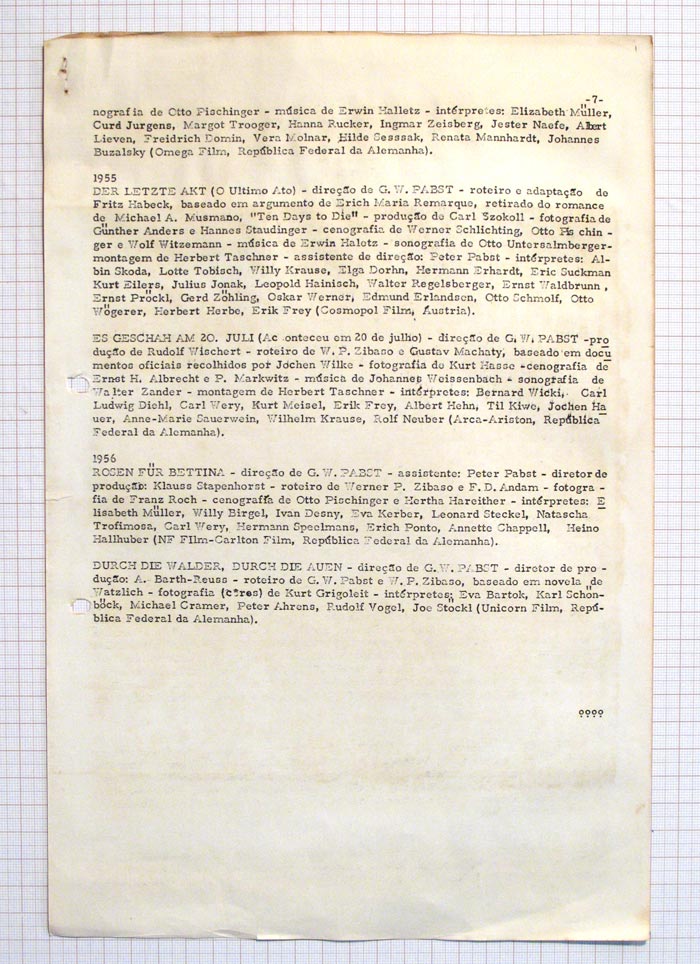 -7-
nografia de Otto Pischinger - música de Erwin Halletz - intérpretes: Elizabeth Müller,
Curd Jurgens, Margot Trooger, Hanna Rucker, Ingmar Zeisberg, Jester Naefe, Albert
Lieven, Freidrich Domin, Vera Molnar, Hilde Sesssak, Renata Mannhardt, Johannes
Buzalsky (Omega Film, República Federal da Alemanha).
1955
DER LETZTE AKT (O Ultimo Ato) - direção de G. W. PABST - roteiro e adaptação de
Fritz Habeck, baseado em argumento de Erich Maria Remarque, retirado do romance
de Michael A. Musmano, "Ten Days to Die" - produção de Carl Szokoll - fotografia de
Günther Anders e Hannes Staudinger - cenografia de Werner Schlichting, Otto Pis chin -
ger e Wolf Witzemann - música de Erwin Haletz - sonografia de Otto Untersalmberger-
montagem de Herbert Taschner - assistente de direção: Peter Pabst - intérpretes: Al-
bin Skoda, Lotte Tobisch, Willy Krause, Elga Dorhn, Hermann Erhardt, Eric Suckman
Kurt Eilers, Julius Jonak, Leopold Hainisch, Walter Regelsberger, Ernst Waldbrunn ,
Ernst Pröckl, Gerd Zöhling, Oskar Werner, Edmund Erlandsen, Otto Schmolf, Otto
Wögerer, Herbert Herbe, Erik Frey (Cosmopol Film, Áustria).
ES GESCHAH AM 20. JULI (Ac onteceu em 20 de julho) - direção de G. W. PABST -pro
dução de Rudolf Wischert - roteiro de W. P. Zibaso e Gustav Machaty, baseado em docu
mentos oficiais recolhidos por Jochen Wilke - fotografia de Kurt Hasse -cenografia de
Ernst H. Albrecht e P. Markwitz - música de Johannes Weissenbach - sonografia de
Walter Zander - montagem de Herbert Taschner - intérpretes: Bernard Wicki, Carl
Ludwig Diehl, Carl Wery, Kurt Meisel, Erik Frey, Albert Hehn, Til Kiwe, Jochen Ha
uer, Anne-Marie Sauerwein, Wilhelm Krause, Rolf Neuber (Arca-Ariston, República
Federal da Alemanha).
1956
ROSEN FÜR BETTINA - direção de G. W. PABST - assistente: Peter Pabst - diretor de
produção: Klauss Stapenhorst - roteiro de Werner P. Zibaso e F. D. Andam - fotogra -
fia de Franz Roch - cenografia de Otto Pischinger e Hertha Hareither - intérpretes: E
lisabeth Müller, Willy Birgel, Ivan Desny, Eva Kerber, Leonard Steckel, Natascha
Trofimosa, Carl Wery, Hermann Speelmans, Erich Ponto, Annette Chappell, Heino
Hallhuber (NF FIlm-Carlton Film, República Federal da Alemanha).
DURCH DIE WALDER, DURCH DIE AUEN - direção de G. W. PABST - diretor de pro -
dução: A. Barth-Reuss - roteiro de G. W. Pabst e W. P. Zibaso, baseado em novela de
Watzlich - fotografia (côres) de Kurt Grigoleit - intérpretes: Eva Bartok, Karl Schön-
böck, Michael Cramer, Peter Ahrens, Rudolf Vogel, Joe Stöckl (Unicorn Film, Repú-
blica Federal da Alemanha).